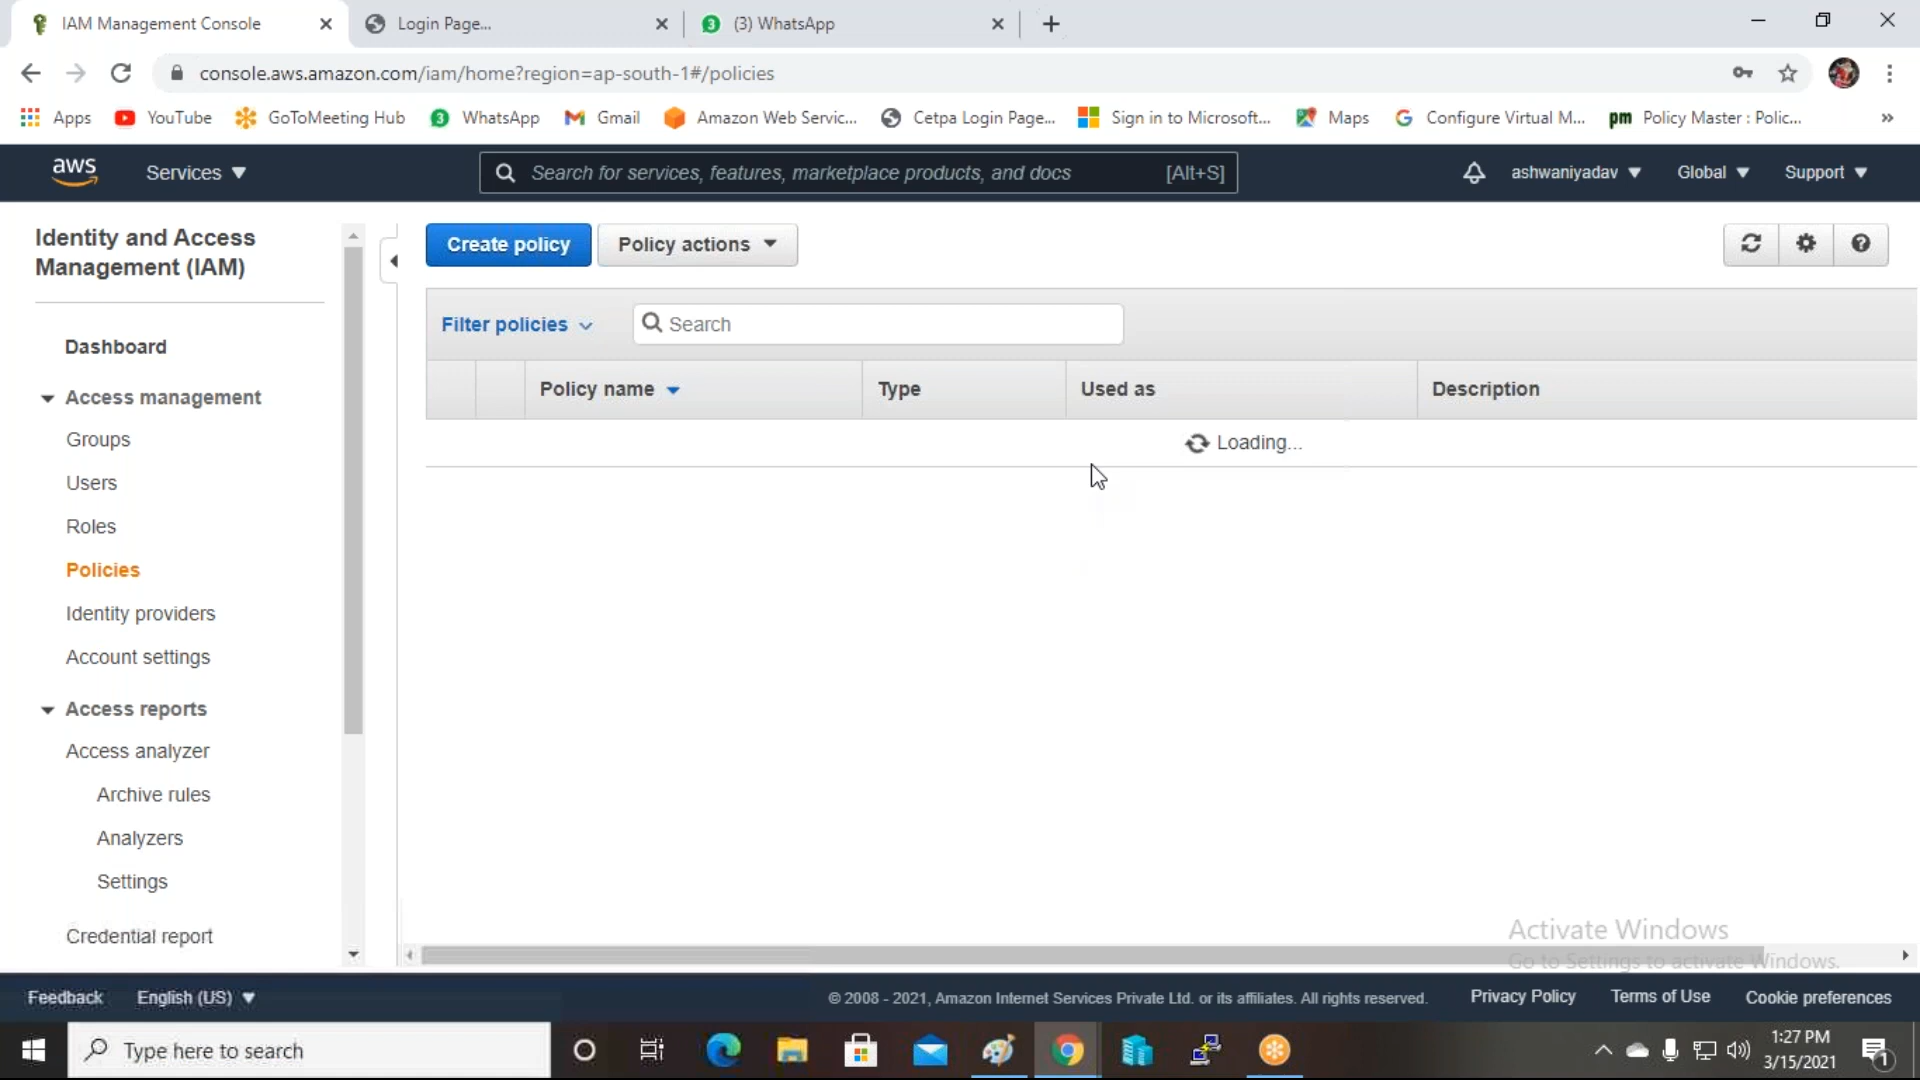 IAM Management Console
Login Page...
3
(3) WhatsApp
console.aws.amazon.com/iam/home?region=ap-south-1#/policies
Apps
YouTube
GoToMeeting Hub
3
WhatsApp
Gmail
Amazon Web Servic...
Cetpa Login Page...
Sign in to Microsoft...
Maps
Configure Virtual M...
pm
Policy Master : Polic...
»
aws
Services
Search for services, features, marketplace products, and docs
[Alt+S]
ashwaniyadav
Global
Support
Identity and Access
Management (IAM)
Dashboard
Access management
Groups
Users
Roles
Policies
Identity providers
Account settings
Access reports
Access analyzer
Archive rules
Analyzers
Settings
Credential report
Create policy
Policy actions
Filter policies
Search
Policy name
Type
Used as
Description
Loading...
Activate Windows
Go to Settings to activate Windows.
Feedback
English (US)
© 2008 - 2021, Amazon Internet Services Private Ltd. or its affiliates. All rights reserved.
Privacy Policy
Terms of Use
Cookie preferences
Type here to search
1:27 PM
3/15/2021
1